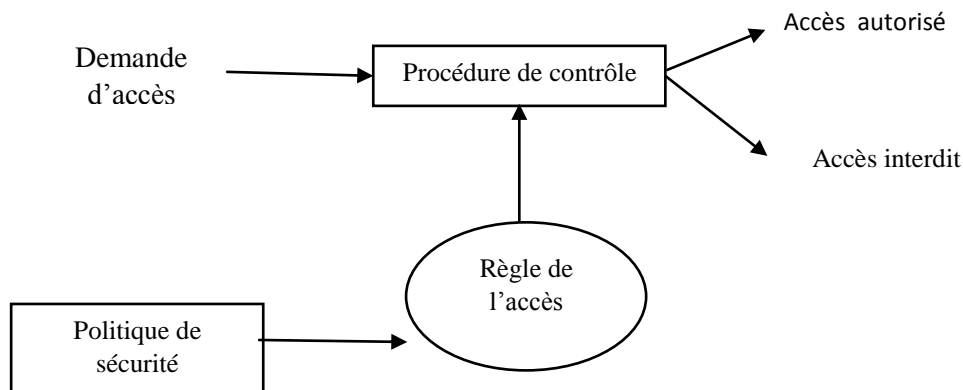 Accès autorisé
Demande
d’accès
Procédure de contrôle
Accès interdit
Règle de
l’accès
Politique de
sécurité